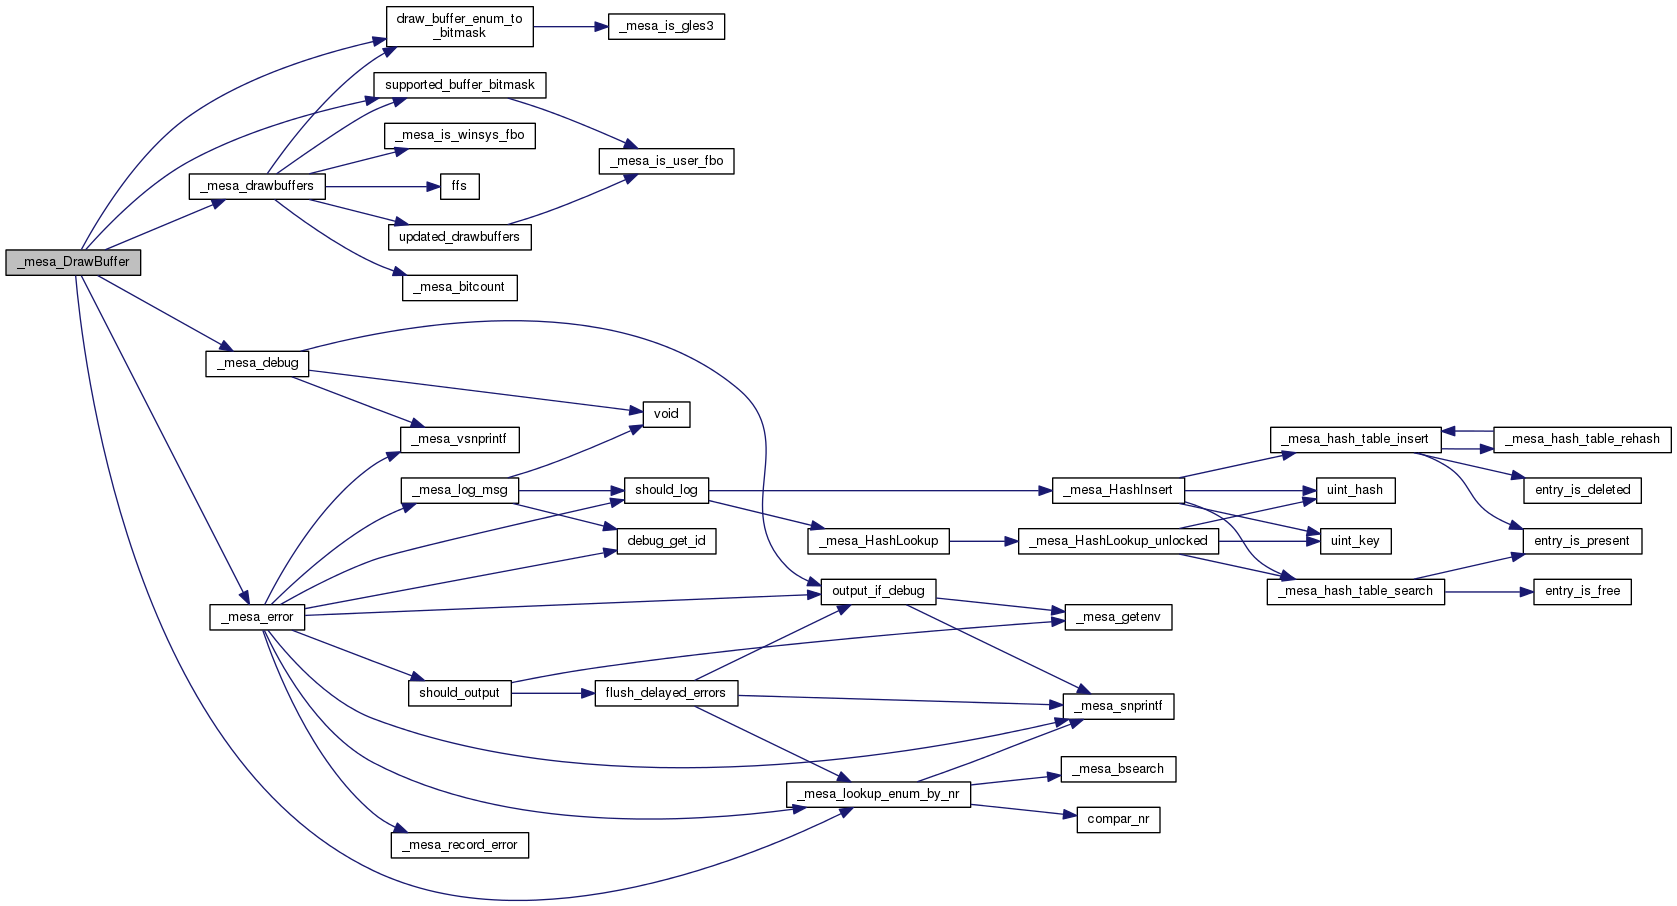 draw_buffer_enum_to
_bitmask
_mesa_is_gles3
supported_buffer_bitmask
_mesa_is_winsys_fbo
_mesa_is_user_fbo
_mesa_drawbuffers
ffs
updated_drawbuffers
_mesa_DrawBuffer
_mesa_bitcount
_mesa_debug
void
_mesa_vsnprintf
_mesa_hash_table_insert
_mesa_hash_table_rehash
_mesa_log_msg
should_log
_mesa_HashInsert
uint_hash
entry_is_deleted
debug_get_id
_mesa_HashLookup
_mesa_HashLookup_unlocked
uint_key
entry_is_present
output_if_debug
_mesa_hash_table_search
entry_is_free
_mesa_error
_mesa_getenv
should_output
flush_delayed_errors
_mesa_snprintf
_mesa_bsearch
_mesa_lookup_enum_by_nr
compar_nr
_mesa_record_error